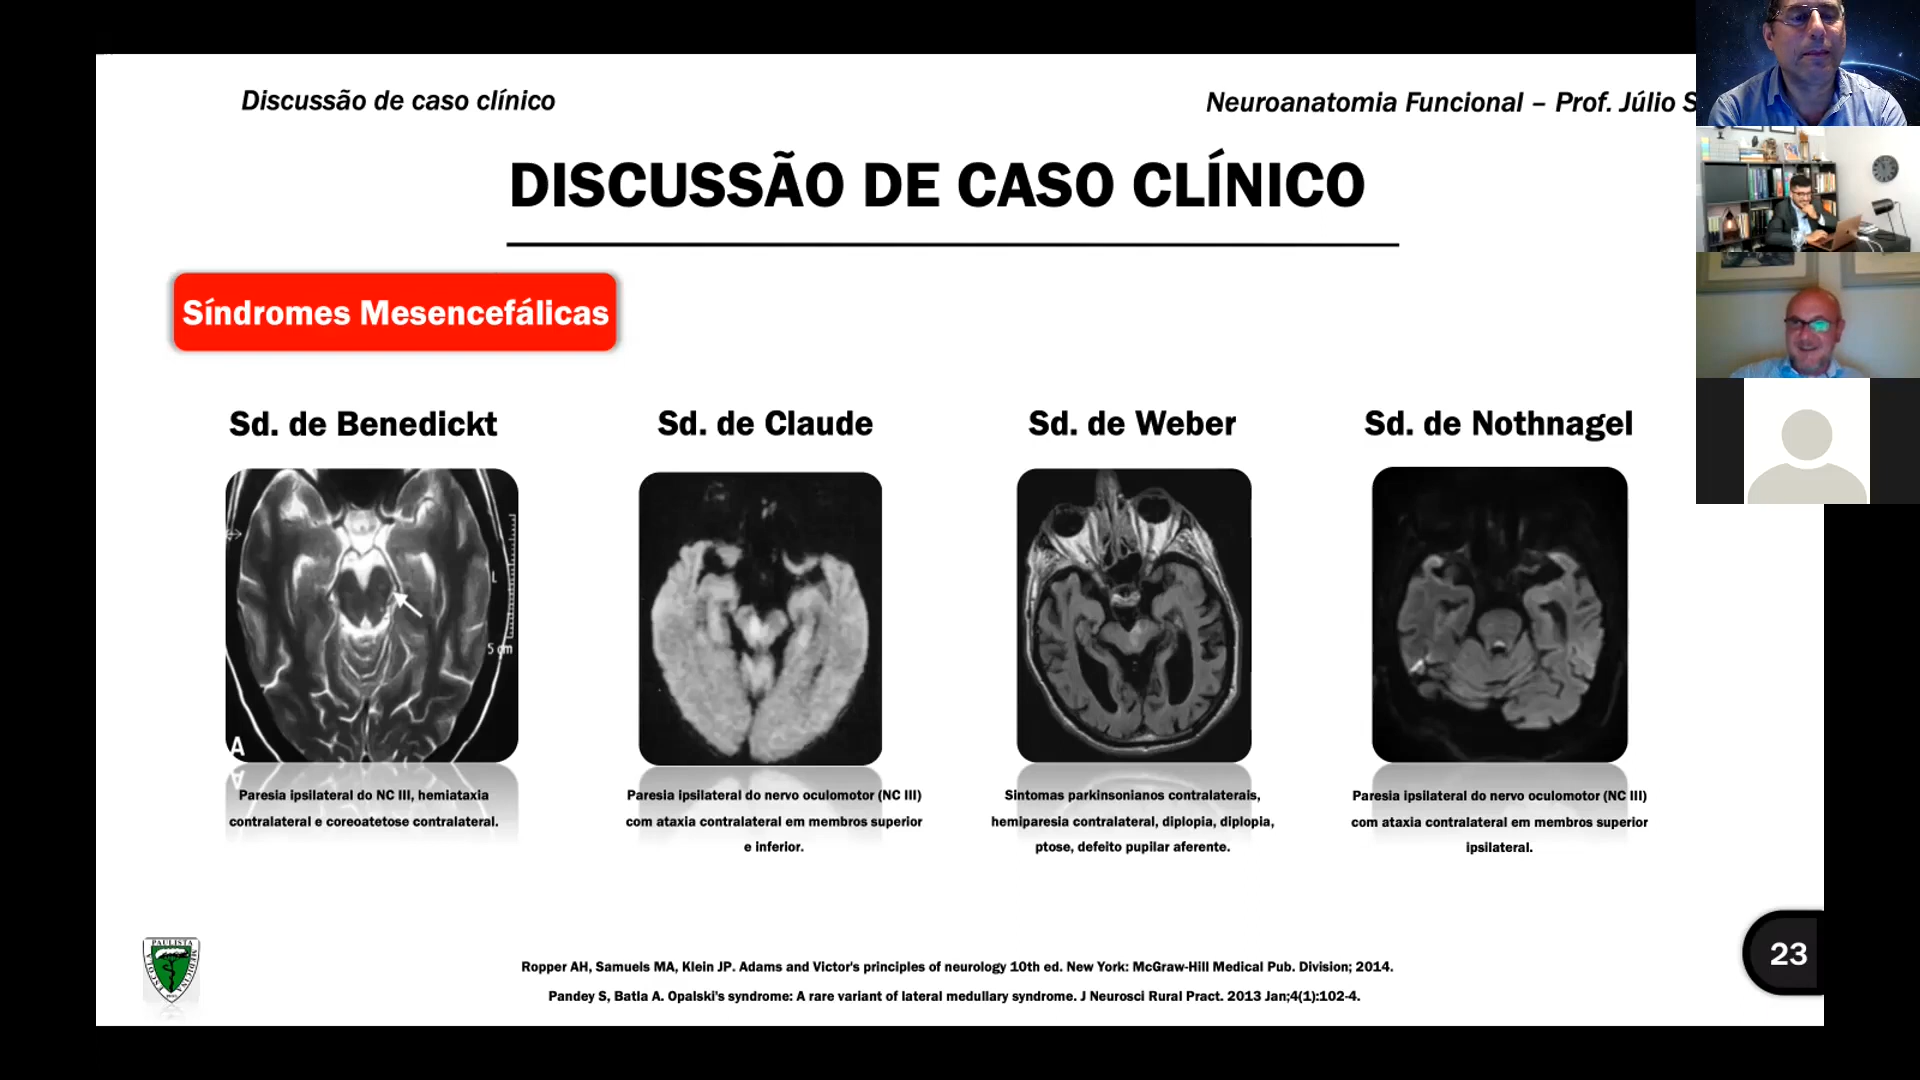 Discussão de caso clínico
Neuroanatomia Funcional – Prof. Júlio S
DISCUSSÃO DE CASO CLÍNICO
Síndromes Mesencefálicas
Sd. de Benedickt
Sd. de Claude
Sd. de Weber
Sd. de Nothnagel
L
5 cm
A
Paresia ipsilateral do NC III, hemiataxia
contralateral e coreoatetose contralateral.
Paresia ipsilateral do nervo oculomotor (NC III)
com ataxia contralateral em membros superior
e inferior.
Sintomas parkinsonianos contralaterais,
hemiparesia contralateral, diplopia, diplopia,
ptose, defeito pupilar aferente.
Paresia ipsilateral do nervo oculomotor (NC III)
com ataxia contralateral em membros superior
ipsilateral.
PAULISTA
ESCOLA
MEDICINA
Ropper AH, Samuels MA, Klein JP. Adams and Victor's principles of neurology 10th ed. New York: McGraw-Hill Medical Pub. Division; 2014.
Pandey S, Batla A. Opalski's syndrome: A rare variant of lateral medullary syndrome. J Neurosci Rural Pract. 2013 Jan;4(1):102-4.
23